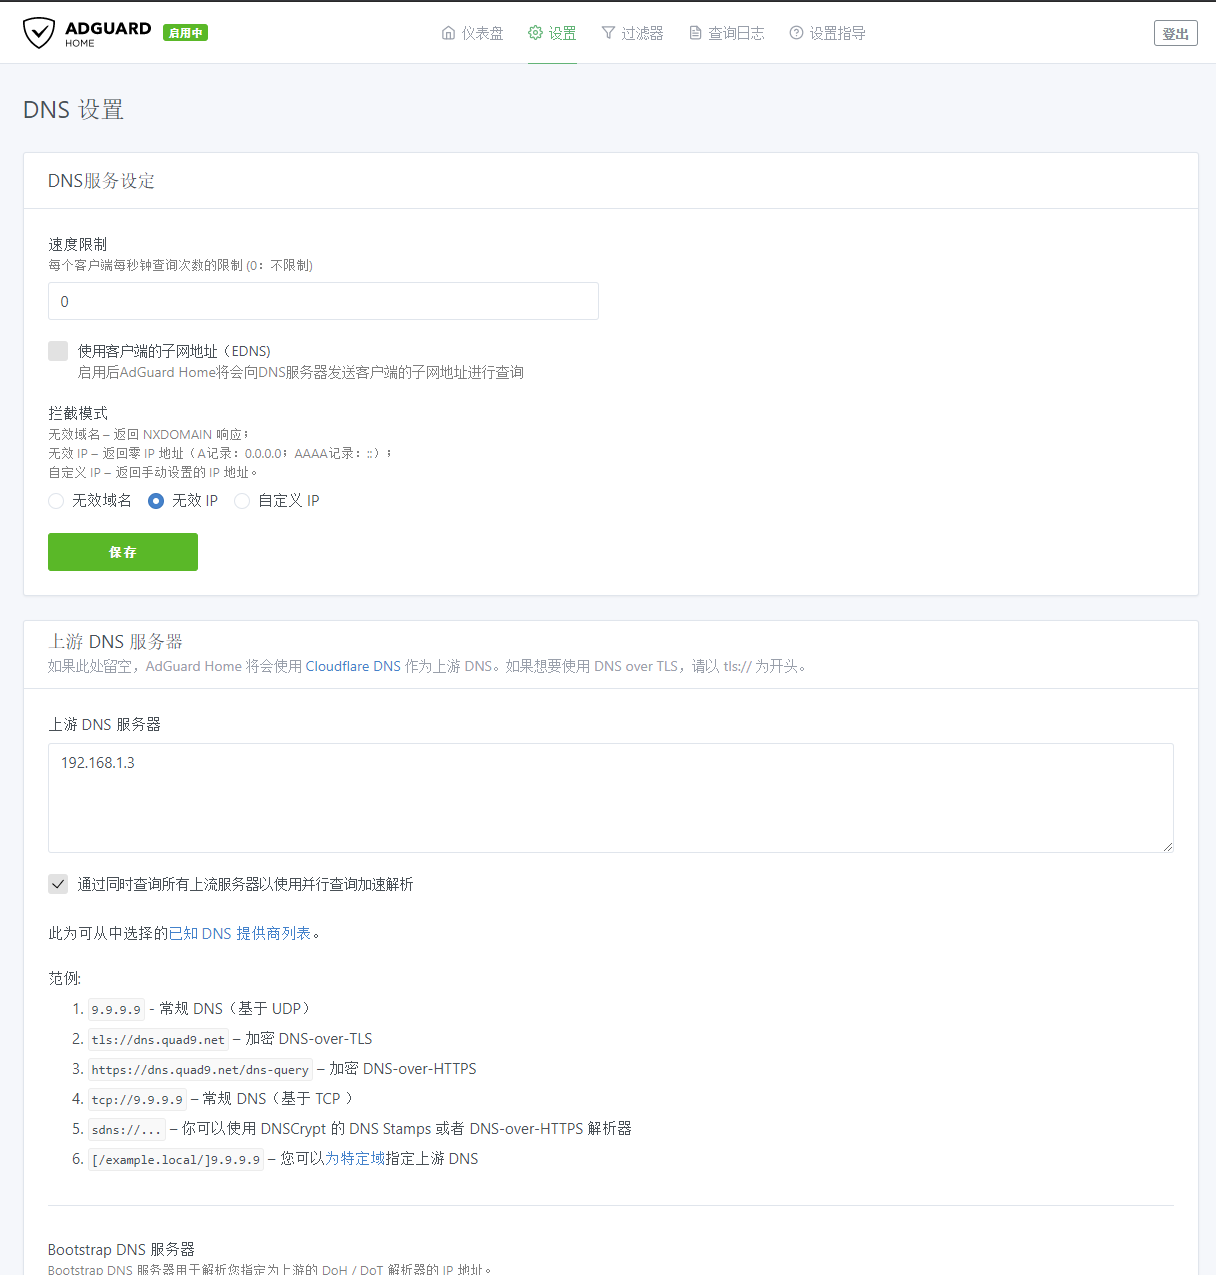 ADGUARD
HOME
启用中
仪表盘
设置
过滤器
查询日志
设置指导
登出
DNS 设置
DNS服务设定
速度限制
每个客户端每秒钟查询次数的限制 (0：不限制)
0
使用客户端的子网地址（EDNS)
启用后AdGuard Home将会向DNS服务器发送客户端的子网地址进行查询
拦截模式
无效域名 – 返回 NXDOMAIN 响应；
无效 IP – 返回零 IP 地址（A记录：0.0.0.0；AAAA记录：::）；
自定义 IP – 返回手动设置的 IP 地址。
无效域名 无效 IP 自定义 IP
保存
上游 DNS 服务器
如果此处留空，AdGuard Home 将会使用 Cloudflare DNS 作为上游 DNS。如果想要使用 DNS over TLS，请以 tls:// 为开头。
上游 DNS 服务器
192.168.1.3
通过同时查询所有上流服务器以使用并行查询加速解析
此为可从中选择的已知 DNS 提供商列表。
范例:
1. 9.9.9.9 - 常规 DNS（基于 UDP）
2. tls://dns.quad9.net – 加密 DNS-over-TLS
3. https://dns.quad9.net/dns-query – 加密 DNS-over-HTTPS
4. tcp://9.9.9.9 – 常规 DNS（基于 TCP ）
5. sdns://... – 你可以使用 DNSCrypt 的 DNS Stamps 或者 DNS-over-HTTPS 解析器
6. [/example.local/]9.9.9.9 – 您可以为特定域指定上游 DNS
Bootstrap DNS 服务器
Bootstrap DNS 服务器用于解析您指定为上游的 DoH / DoT 解析器的 IP 地址。